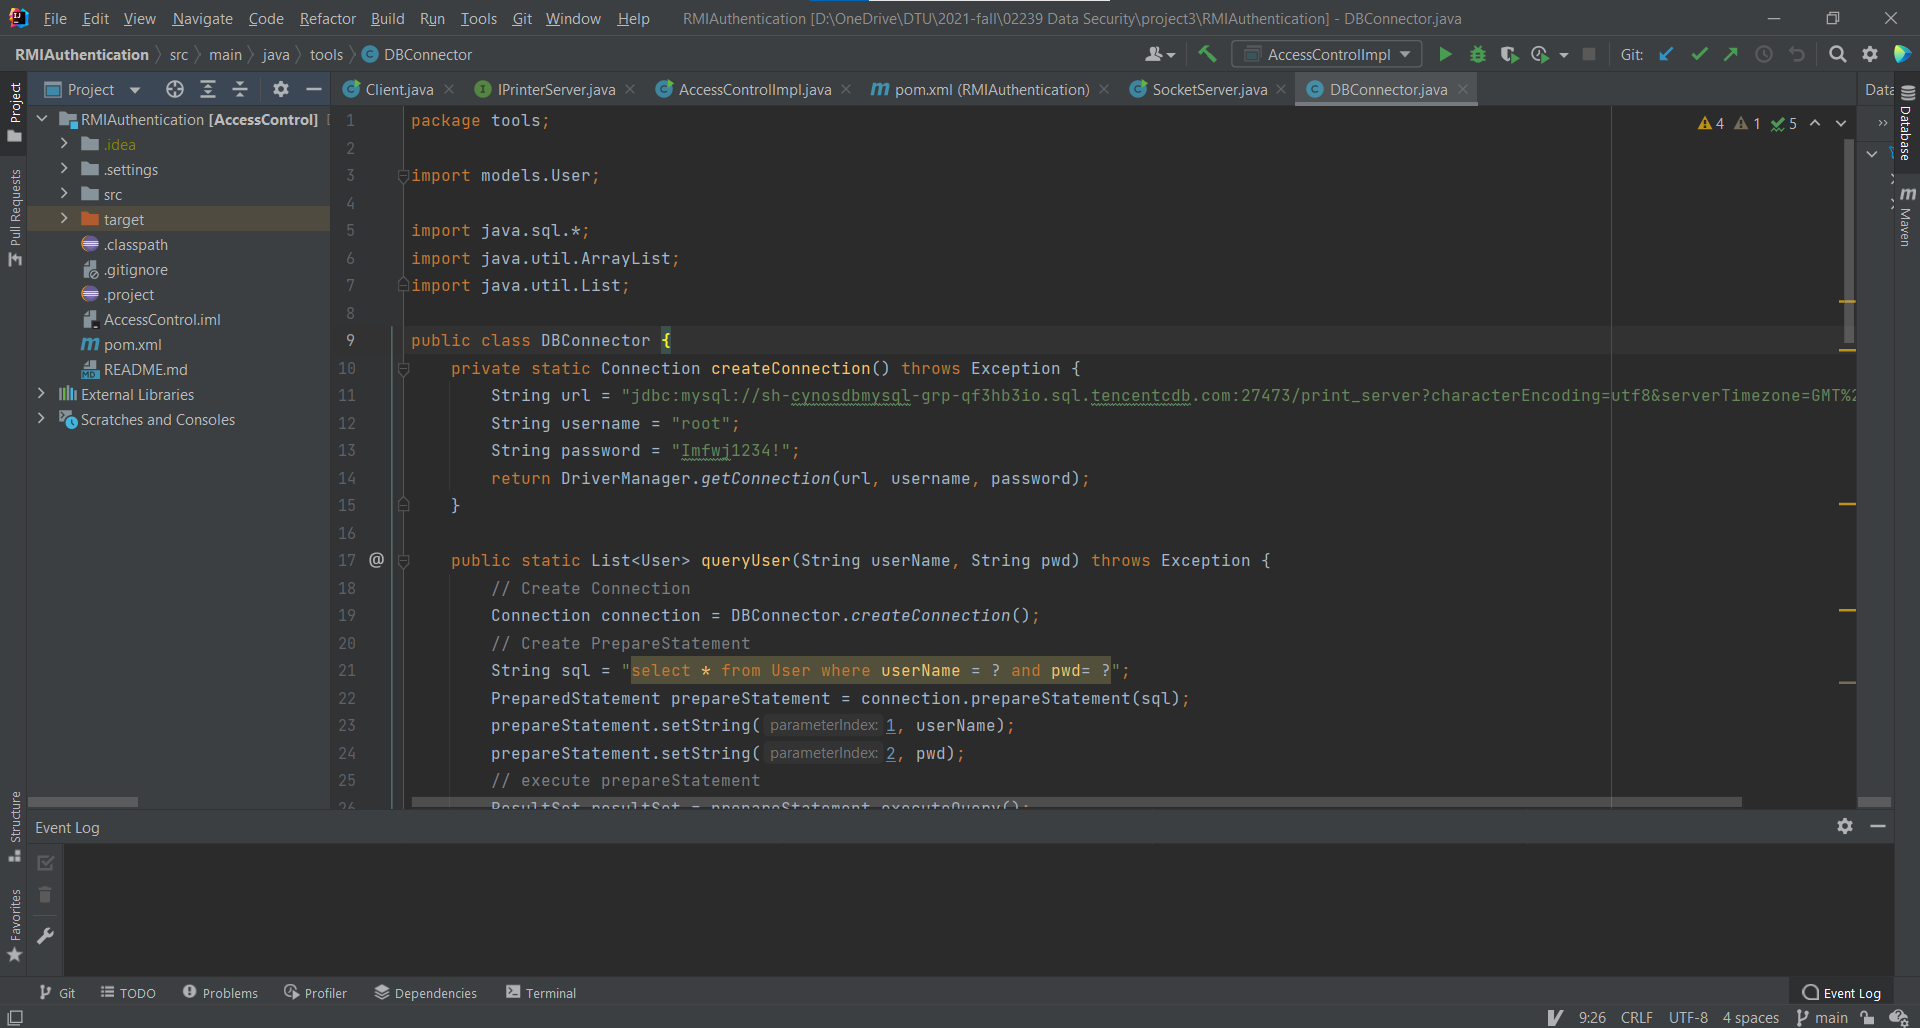 File Edit View Navigate Code Refactor Build Run Tools Git Window Help RMIAuthentication [D:\OneDrive\DTU\2021-fall\02239 Data Security\project3\RMIAuthentication] - DBConnector.java
RMIAuthentication src main java tools DBConnector AccessControlImpl Git:
Project Client.java IPrinterServer.java AccessControlImpl.java pom.xml (RMIAuthentication) SocketServer.java DBConnector.java Data
RMIAuthentication [AccessControl]
.idea
.settings
src
target
.classpath
.gitignore
.project
AccessControl.iml
pom.xml
README.md
External Libraries
Scratches and Consoles
Project
Pull Requests
Structure
Favorites
4 1 5
1 package tools;
2
3 import models.User;
4
5 import java.sql.*;
6 import java.util.ArrayList;
7 import java.util.List;
8
9 public class DBConnector {
10 private static Connection createConnection() throws Exception {
11 String url = "jdbc:mysql://sh-cynosdbmysql-grp-qf3hb3io.sql.tencentcdb.com:27473/print_server?characterEncoding=utf8&serverTimezone=GMT%2
12 String username = "root";
13 String password = "Imfwj1234!";
14 return DriverManager.getConnection(url, username, password);
15 }
16
17 @ public static List<User> queryUser(String userName, String pwd) throws Exception {
18 // Create Connection
19 Connection connection = DBConnector.createConnection();
20 // Create PrepareStatement
21 String sql = "select * from User where userName = ? and pwd= ?";
22 PreparedStatement prepareStatement = connection.prepareStatement(sql);
23 prepareStatement.setString( parameterIndex: 1, userName);
24 prepareStatement.setString( parameterIndex: 2, pwd);
25 // execute prepareStatement
26 ResultSet resultSet = prepareStatement.executeQuery();
Database
Maven
Event Log
Git TODO Problems Profiler Dependencies Terminal Event Log
9:26 CRLF UTF-8 4 spaces main